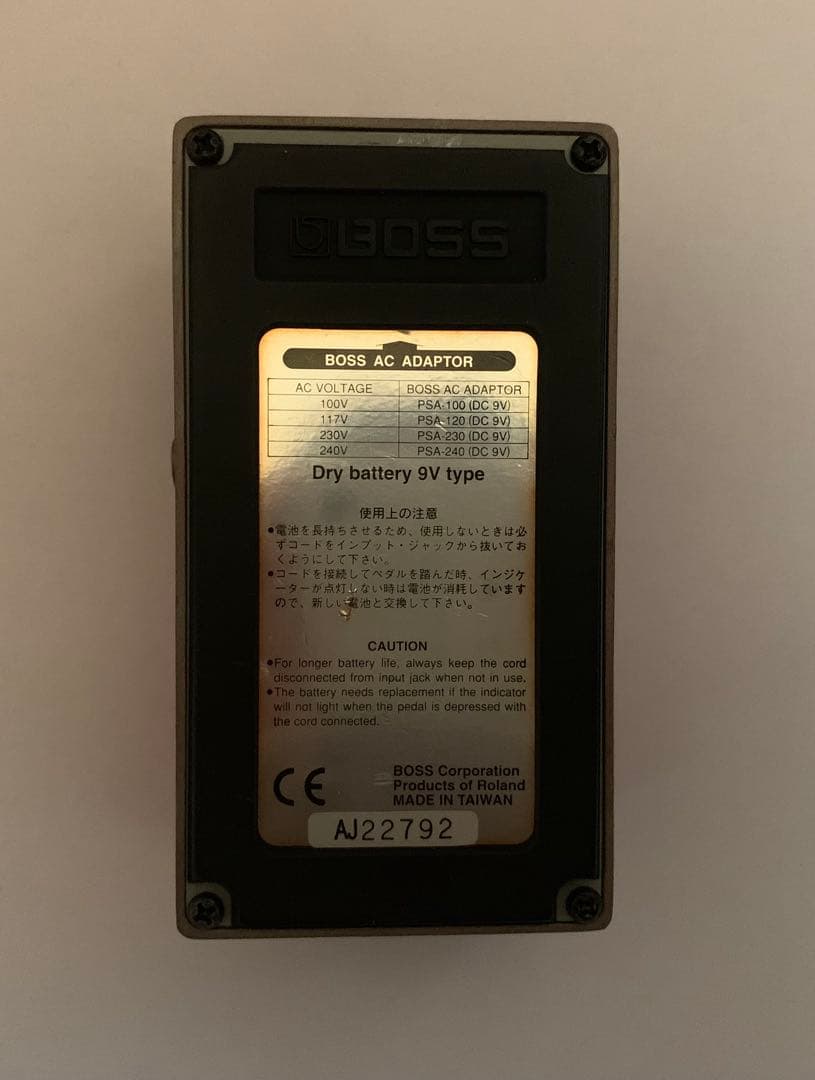 BOSS
BOSS AC ADAPTOR
AC VOLTAGE BOSS AC ADAPTOR
100V PSA-100 (DC 9V)
117V PSA-120 (DC 9V)
230V PSA-230 (DC 9V)
240V PSA-240 (DC 9V)
Dry battery 9V type
使用上の注意
●電池を長持ちさせるため、使用しないときは必
ずコードをインプット・ジャックから抜いてお
くようにして下さい。
●コードを接続してペダルを踏んだ時、インジケ
ーターが点灯しない時は電池が消耗しています
ので、新しい電池と交換して下さい。
CAUTION
●For longer battery life, always keep the cord
disconnected from input jack when not in use.
●The battery needs replacement if the indicator
will not light when the pedal is depressed with
the cord connected.
CE
BOSS Corporation
Products of Roland
MADE IN TAIWAN
AJ22792